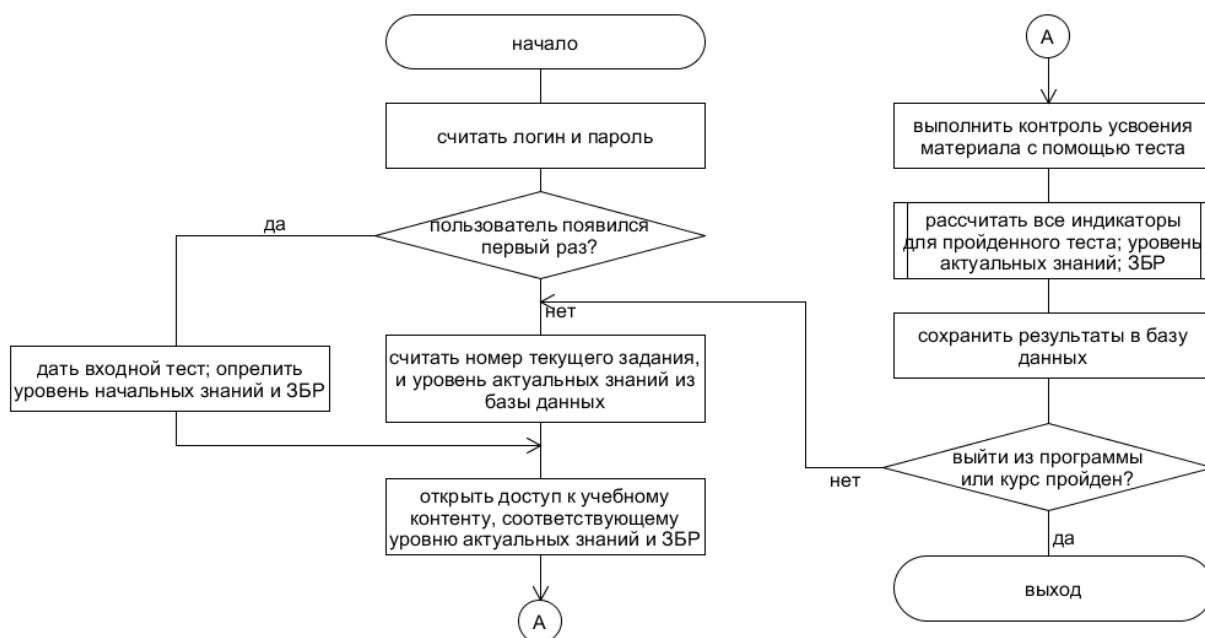 начало
считать логин и пароль
пользователь появился
первый раз?
да
нет
дать входной тест; опрелить
уровень начальных знаний и ЗБР
считать номер текущего задания,
и уровень актуальных знаний из
базы данных
открыть доступ к учебному
контенту, соответствующему
уровню актуальных знаний и ЗБР
А
А
выполнить контроль усвоения
материала с помощью теста
рассчитать все индикаторы
для пройденного теста; уровень
актуальных знаний; ЗБР
сохранить результаты в базу
данных
выйти из программы
или курс пройден?
нет
да
выход